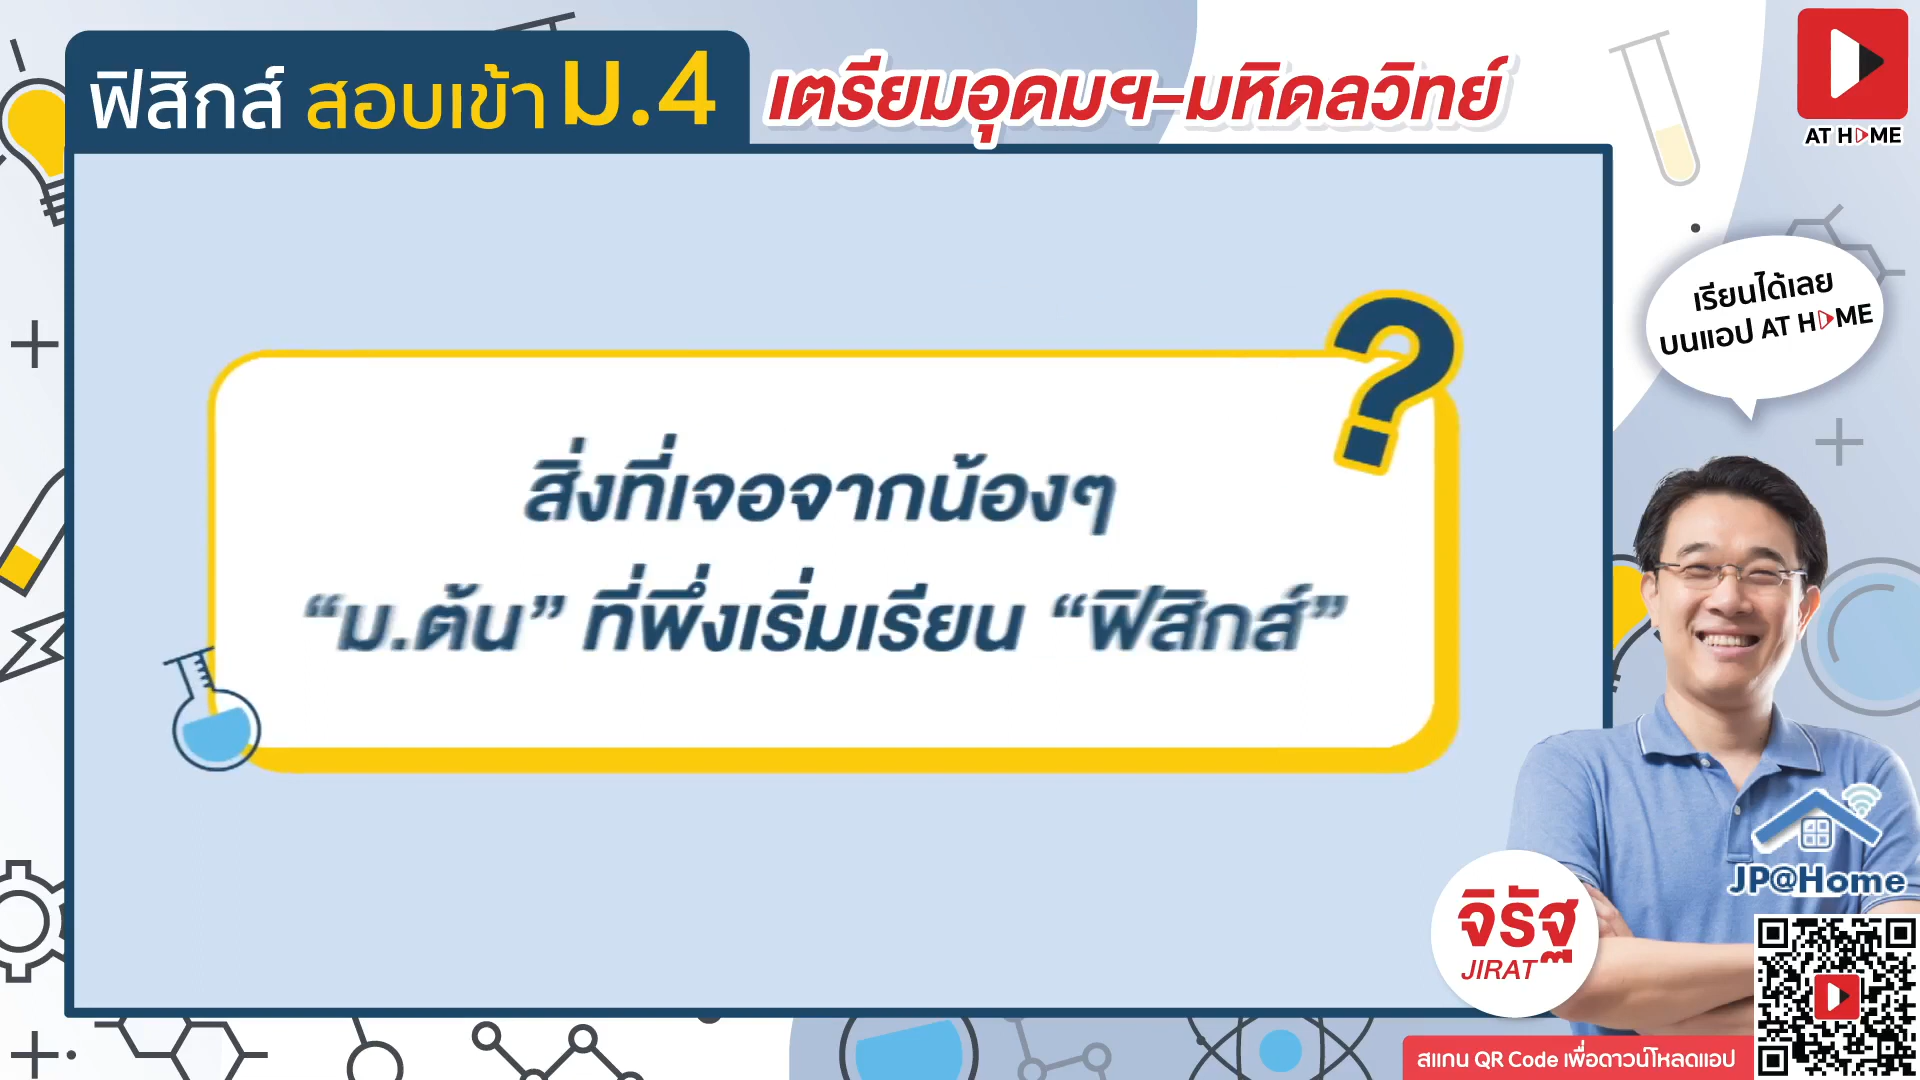 ฟิสิกส์ สอบเข้า ม.4
เตรียมอุดมฯ-มหิดลวิทย์
AT HOME
เรียนได้เลย
บนแอป AT HOME
?
สิ่งที่เจอจากน้องๆ
“ม.ต้น” ที่พึ่งเริ่มเรียน “ฟิสิกส์”
JP@Home
จิรัฐ
JIRAT
สแกน QR Code เพื่อดาวน์โหลดแอป